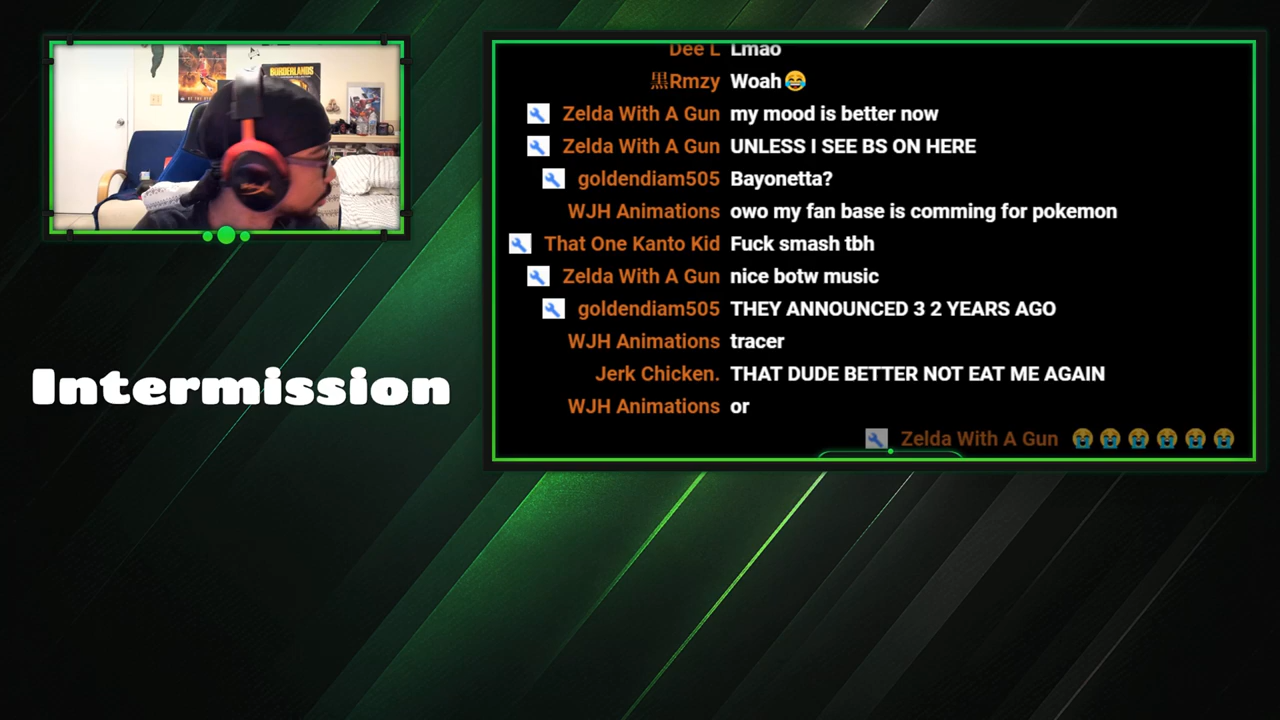 BORDERLANDS
Intermission
Dee L Lmao
黒Rmzy Woah😂
Zelda With A Gun my mood is better now
Zelda With A Gun UNLESS I SEE BS ON HERE
goldendiam505 Bayonetta?
WJH Animations owo my fan base is comming for pokemon
That One Kanto Kid Fuck smash tbh
Zelda With A Gun nice botw music
goldendiam505 THEY ANNOUNCED 3 2 YEARS AGO
WJH Animations tracer
Jerk Chicken. THAT DUDE BETTER NOT EAT ME AGAIN
WJH Animations or
Zelda With A Gun 😭😭😭😭😭😭